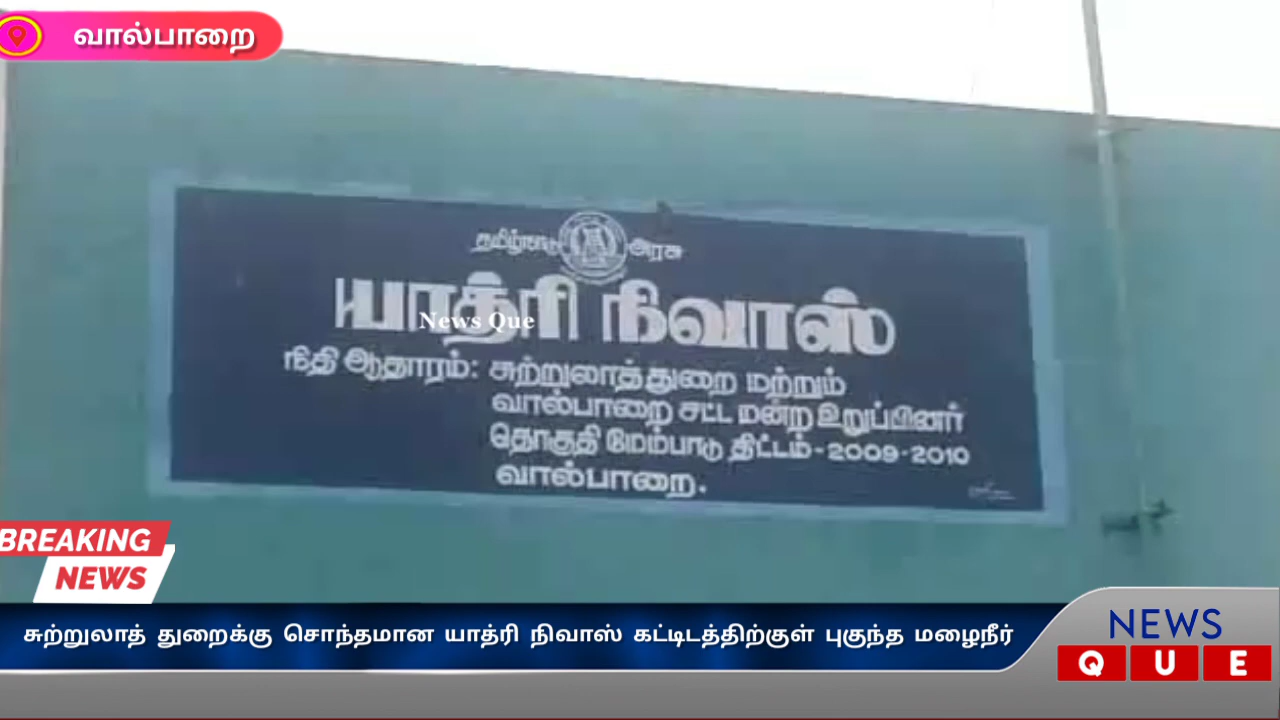 வால்பாறை
தமிழ்நாடு அரசு
யாத்ரி நிவாஸ்
News Que
நிதி ஆதாரம்: சுற்றுலாத்துறை மற்றும்
வால்பாறை சட்ட மன்ற உறுப்பினர்
தொகுதி மேம்பாடு திட்டம் - 2009-2010
வால்பாறை.
BREAKING
NEWS
சுற்றுலாத் துறைக்கு சொந்தமான யாத்ரி நிவாஸ் கட்டிடத்திற்குள் புகுந்த மழைநீர்
NEWS
QUE